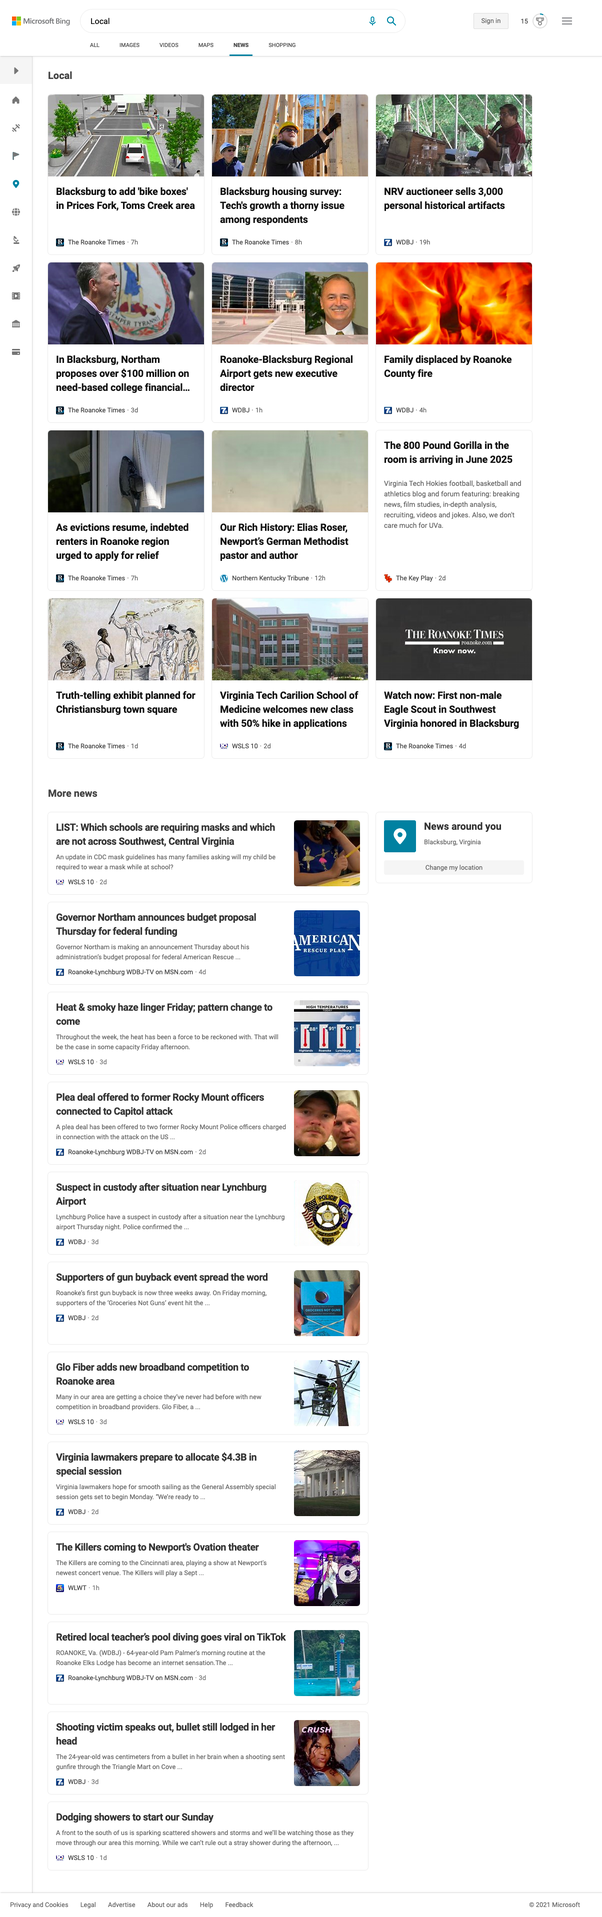 Microsoft Bing
Local
Sign in
15
ALL IMAGES VIDEOS MAPS NEWS SHOPPING
Local
Blacksburg to add 'bike boxes'
in Prices Fork, Toms Creek area
The Roanoke Times · 7h
Blacksburg housing survey:
Tech's growth a thorny issue
among respondents
The Roanoke Times · 8h
NRV auctioneer sells 3,000
personal historical artifacts
WDBJ · 19h
In Blacksburg, Northam
proposes over $100 million on
need-based college financial...
The Roanoke Times · 3d
Roanoke-Blacksburg Regional
Airport gets new executive
director
WDBJ · 1h
Family displaced by Roanoke
County fire
WDBJ · 4h
As evictions resume, indebted
renters in Roanoke region
urged to apply for relief
The Roanoke Times · 7h
Our Rich History: Elias Roser,
Newport's German Methodist
pastor and author
Northern Kentucky Tribune · 12h
The 800 Pound Gorilla in the
room is arriving in June 2025
Virginia Tech Hokies football, basketball and
athletics blog and forum featuring: breaking
news, film studies, in-depth analysis,
recruiting, videos and jokes. Also, we don't
care much for UVa.
The Key Play · 2d
Truth-telling exhibit planned for
Christiansburg town square
The Roanoke Times · 1d
Virginia Tech Carilion School of
Medicine welcomes new class
with 50% hike in applications
WSLS 10 · 2d
THE ROANOKE TIMES
roanoke.com
Know now.
Watch now: First non-male
Eagle Scout in Southwest
Virginia honored in Blacksburg
The Roanoke Times · 4d
More news
LIST: Which schools are requiring masks and which
are not across Southwest, Central Virginia
An update in CDC mask guidelines has many families asking will my child be
required to wear a mask while at school?
WSLS 10 · 2d
News around you
Blacksburg, Virginia
Change my location
Governor Northam announces budget proposal
Thursday for federal funding
Governor Northam is making an announcement Thursday about his
administration's budget proposal for federal American Rescue ...
Roanoke-Lynchburg WDBJ-TV on MSN.com · 4d
AMERICAN
RESCUE PLAN
Heat & smoky haze linger Friday; pattern change to
come
Throughout the week, the heat has been a force to be reckoned with. That will
be the case in some capacity Friday afternoon.
WSLS 10 · 3d
HIGH TEMPERATURES
Plea deal offered to former Rocky Mount officers
connected to Capitol attack
A plea deal has been offered to two former Rocky Mount Police officers charged
in connection with the attack on the US ...
Roanoke-Lynchburg WDBJ-TV on MSN.com · 2d
Suspect in custody after situation near Lynchburg
Airport
Lynchburg Police have a suspect in custody after a situation near the Lynchburg
airport Thursday night. Police confirmed the ...
WDBJ · 3d
POLICE
Supporters of gun buyback event spread the word
Roanoke's first gun buyback is now three weeks away. On Friday morning,
supporters of the 'Groceries Not Guns' event hit the ...
WDBJ · 2d
Glo Fiber adds new broadband competition to
Roanoke area
Many in our area are getting a choice they've never had before with new
competition in broadband providers. Glo Fiber, a ...
WSLS 10 · 3d
Virginia lawmakers prepare to allocate $4.3B in
special session
Virginia lawmakers hope for smooth sailing as the General Assembly special
session gets set to begin Monday. "We're ready to ...
WDBJ · 2d
The Killers coming to Newport's Ovation theater
The Killers are coming to the Cincinnati area, playing a show at Newport's
newest concert venue. The Killers will play a Sept ...
WLWT · 1h
Retired local teacher's pool diving goes viral on TikTok
ROANOKE, Va. (WDBJ) - 64-year-old Pam Palmer's morning routine at the
Roanoke Elks Lodge has become an internet sensation.The ...
Roanoke-Lynchburg WDBJ-TV on MSN.com · 3d
Shooting victim speaks out, bullet still lodged in her
head
The 24-year-old was centimeters from a bullet in her brain when a shooting sent
gunfire through the Triangle Mart on Cove ...
WDBJ · 3d
CRUSH
Dodging showers to start our Sunday
A front to the south of us is sparking scattered showers and storms and we'll be watching those as they
move through our area this morning. While we can't rule out a stray shower during the afternoon, ...
WSLS 10 · 1d
Privacy and Cookies Legal Advertise About our ads Help Feedback © 2021 Microsoft